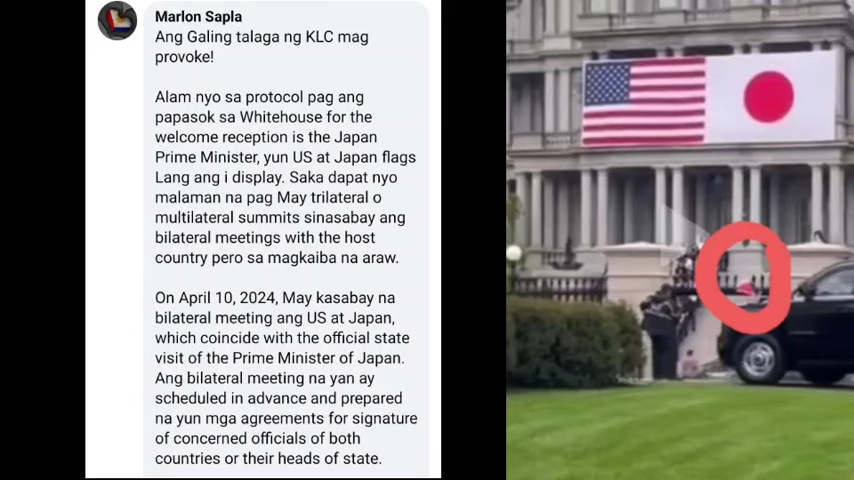 Marlon Sapla
Ang Galing talaga ng KLC mag
provoke!
Alam nyo sa protocol pag ang
papasok sa Whitehouse for the
welcome reception is the Japan
Prime Minister, yun US at Japan flags
Lang ang i display. Saka dapat nyo
malaman na pag May trilateral o
multilateral summits sinasabay ang
bilateral meetings with the host
country pero sa magkaiba na araw.
On April 10, 2024, May kasabay na
bilateral meeting ang US at Japan,
which coincide with the official state
visit of the Prime Minister of Japan.
Ang bilateral meeting na yan ay
scheduled in advance and prepared
na yun mga agreements for signature
of concerned officials of both
countries or their heads of state.